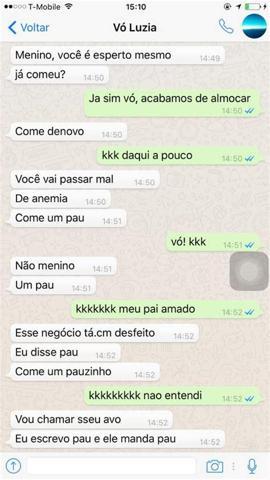 T-Mobile
15:10
Voltar
Vó Luzia
Menino, você é esperto mesmo
14:49
já comeu?
14:50
Ja sim vó, acabamos de almocar
14:50
Come denovo
14:50
kkk daqui a pouco
14:50
Você vai passar mal
14:50
De anemia
14:50
Come um pau
14:51
vó! kkk
14:51
Não menino
14:51
Um pau
14:51
kkkkkkk meu pai amado
14:52
Esse negócio tá.cm desfeito
14:52
Eu disse pau
14:52
Come um pauzinho
14:52
kkkkkkkkk nao entendi
14:52
Vou chamar sseu avo
14:52
Eu escrevo pau e ele manda pau
14:52